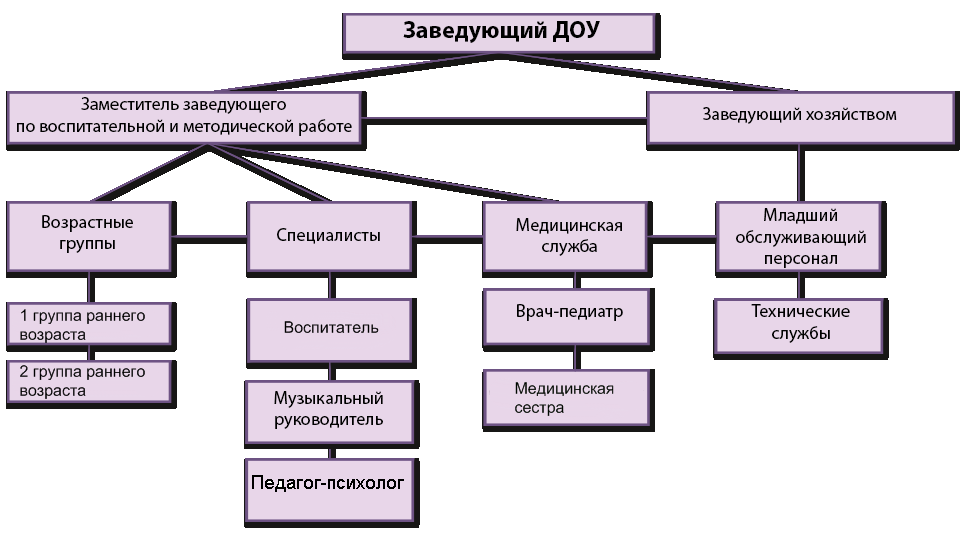 Заведующий ДОУ
Заместитель заведующего
по воспитательной и методической работе
Заведующий хозяйством
Возрастные
группы
Специалисты
Медицинская
служба
Младший
обслуживающий
персонал
1 группа раннего
возраста
2 группа раннего
возраста
Воспитатель
Музыкальный
руководитель
Педагог-психолог
Врач-педиатр
Медицинская
сестра
Технические
службы